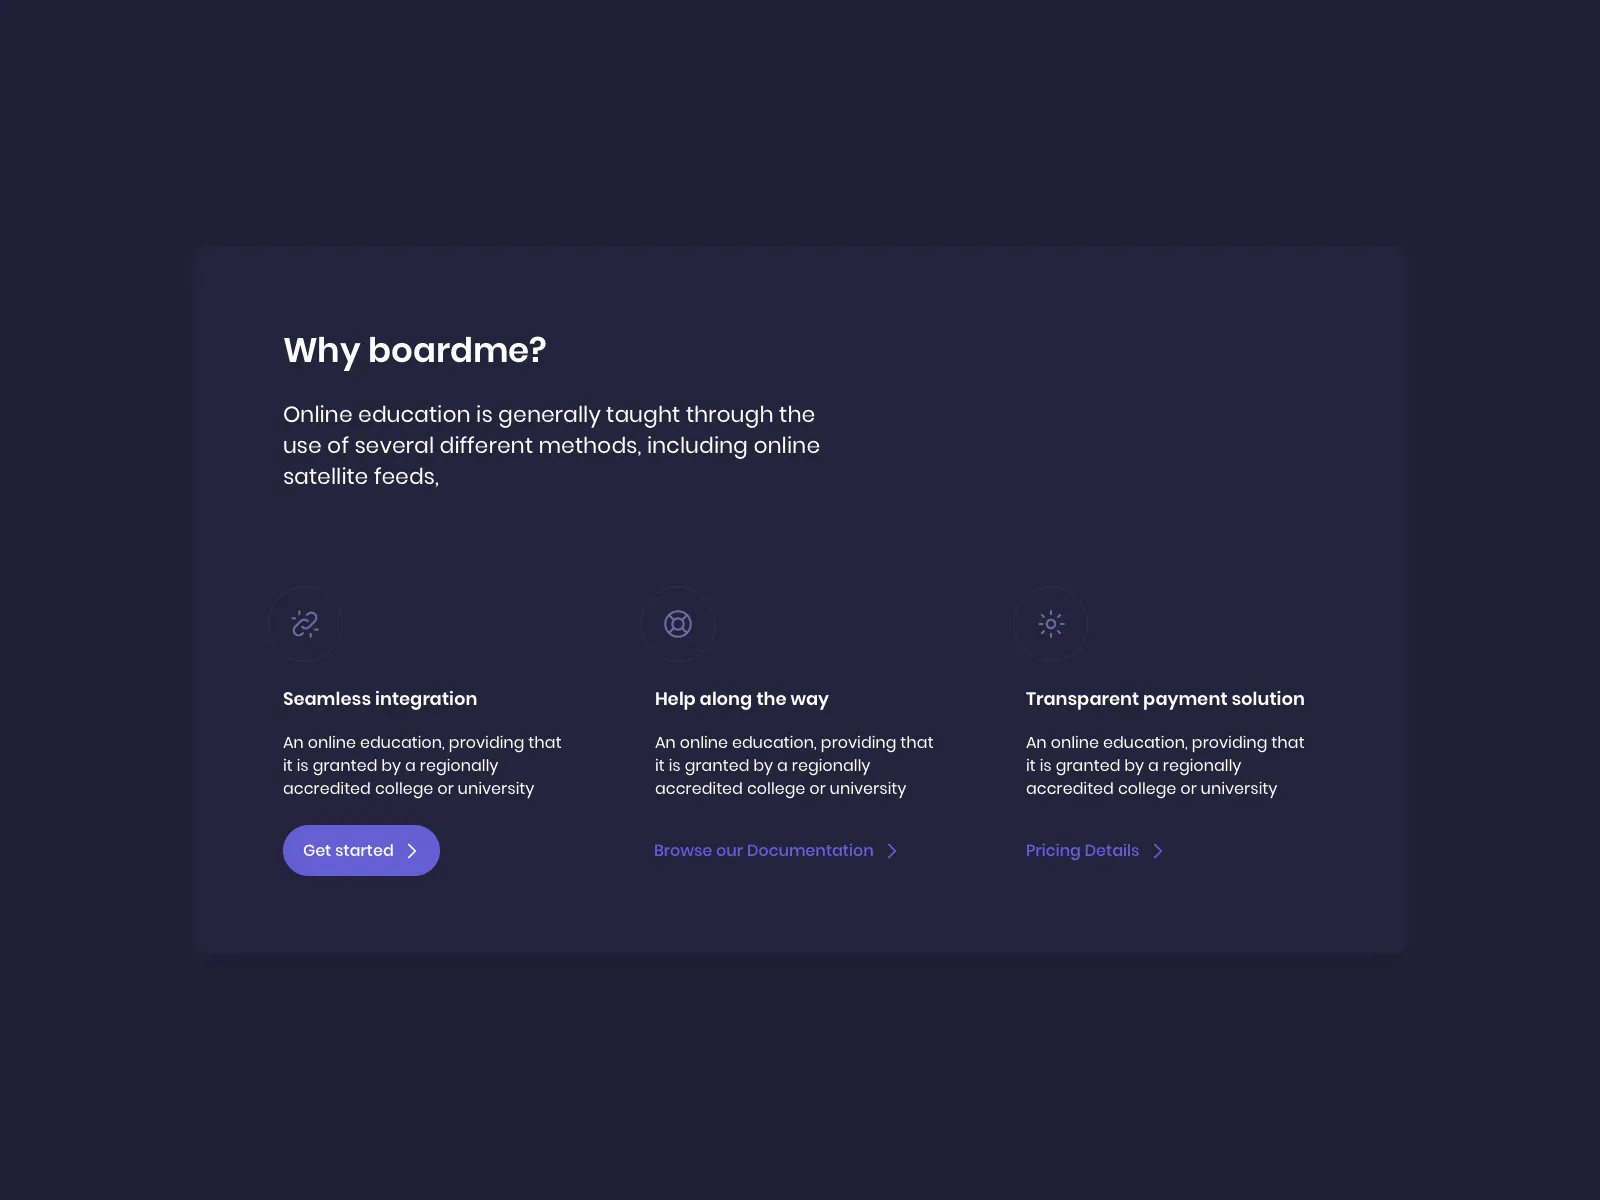 Why boardme?
Online education is generally taught through the
use of several different methods, including online
satellite feeds,
Seamless integration
An online education, providing that
it is granted by a regionally
accredited college or university
Get started
Help along the way
An online education, providing that
it is granted by a regionally
accredited college or university
Browse our Documentation
Transparent payment solution
An online education, providing that
it is granted by a regionally
accredited college or university
Pricing Details